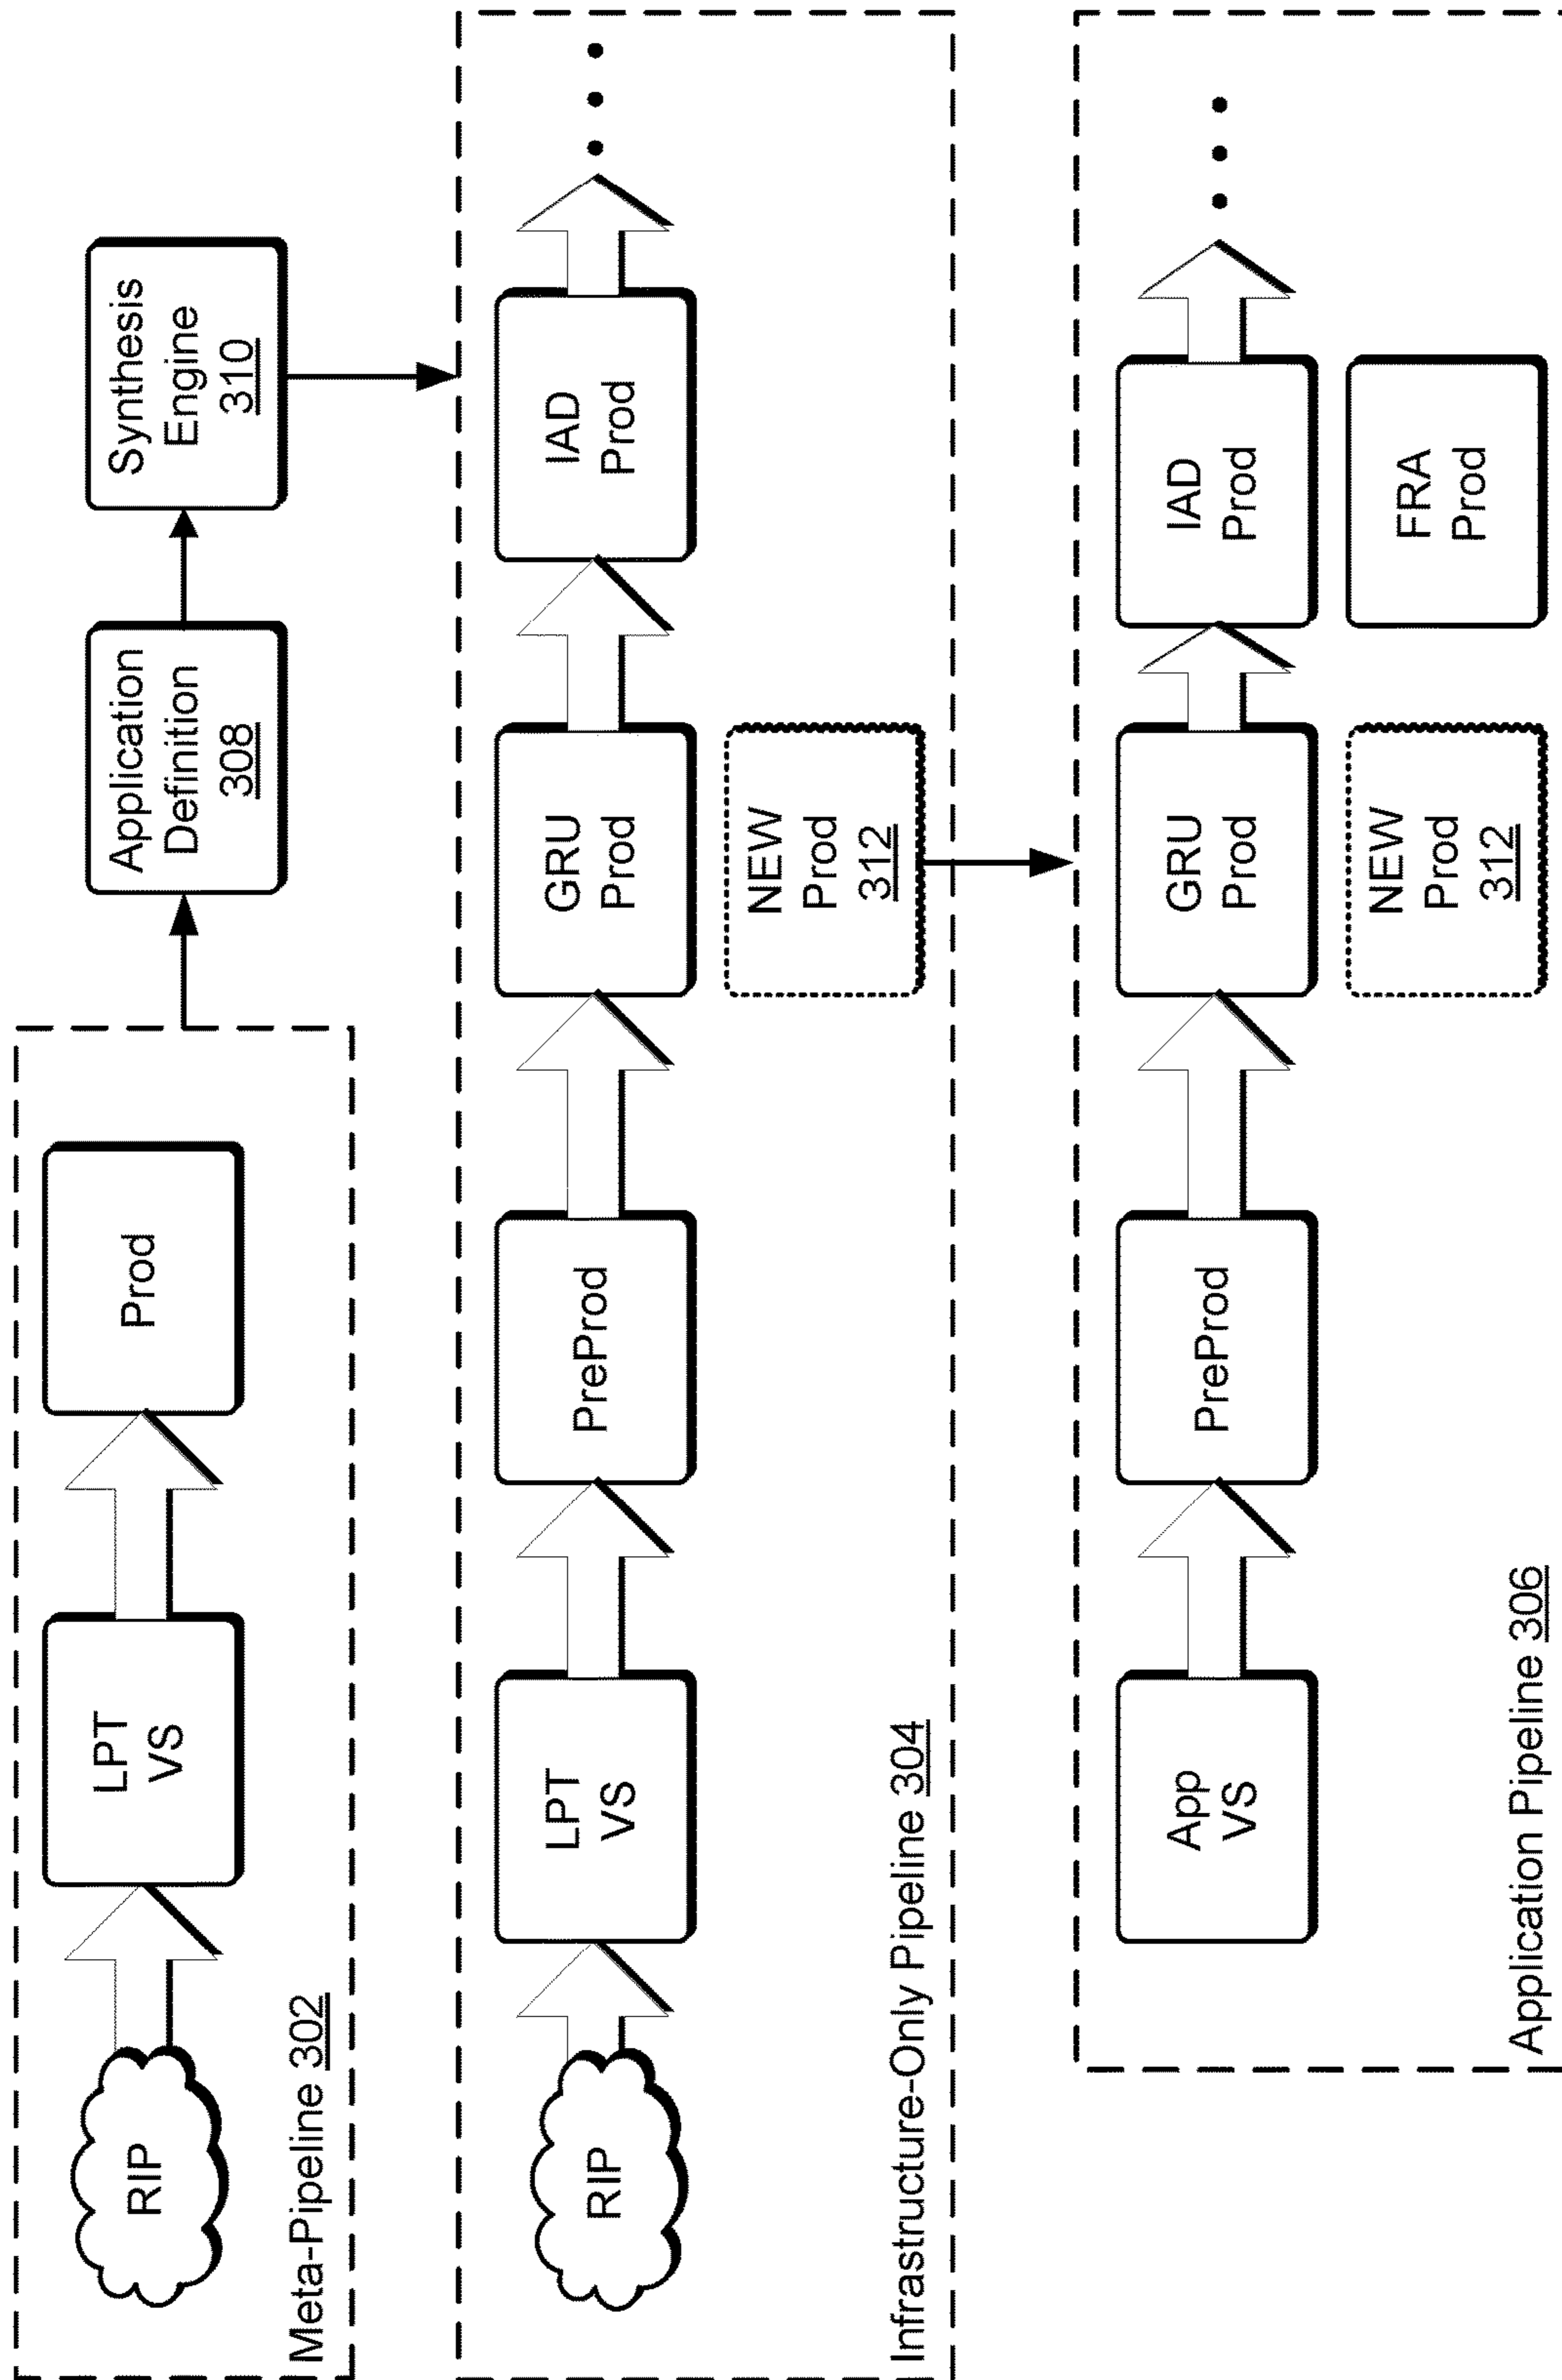 RIP
LPT
VS
Prod
Meta-Pipeline 302
Application
Definition
308
Synthesis
Engine
310
RIP
LPT
VS
PreProd
GRU
Prod
IAD
Prod
NEW
Prod
312
Infrastructure-Only Pipeline 304
App
VS
PreProd
GRU
Prod
IAD
Prod
NEW
Prod
312
FRA
Prod
Application Pipeline 306